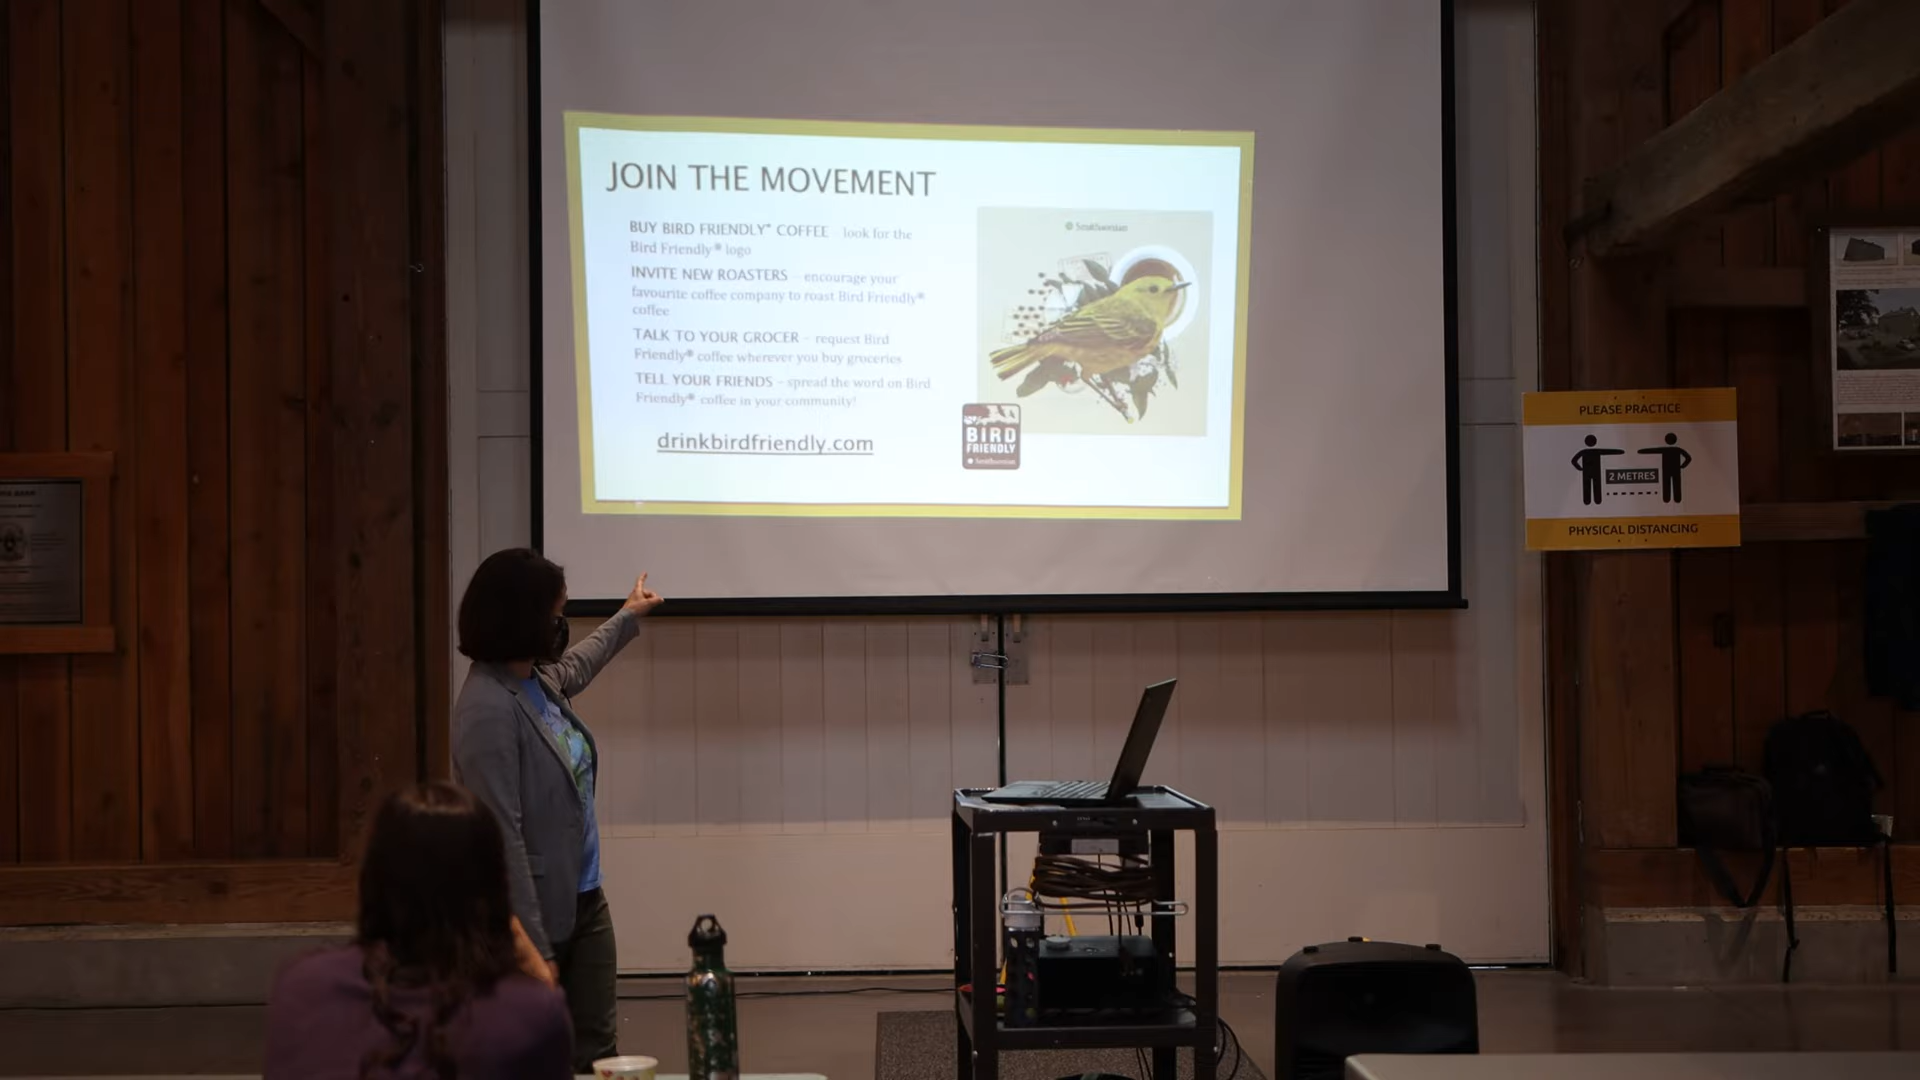 JOIN THE MOVEMENT
BUY BIRD FRIENDLY® COFFEE – look for the
Bird Friendly® logo
INVITE NEW ROASTERS – encourage your
favourite coffee company to roast Bird Friendly®
coffee
TALK TO YOUR GROCER – request Bird
Friendly® coffee wherever you buy groceries
TELL YOUR FRIENDS – spread the word on Bird
Friendly® coffee in your community!
drinkbirdfriendly.com
Smithsonian
BIRD
FRIENDLY
Smithsonian
PLEASE PRACTICE
2 METRES
PHYSICAL DISTANCING